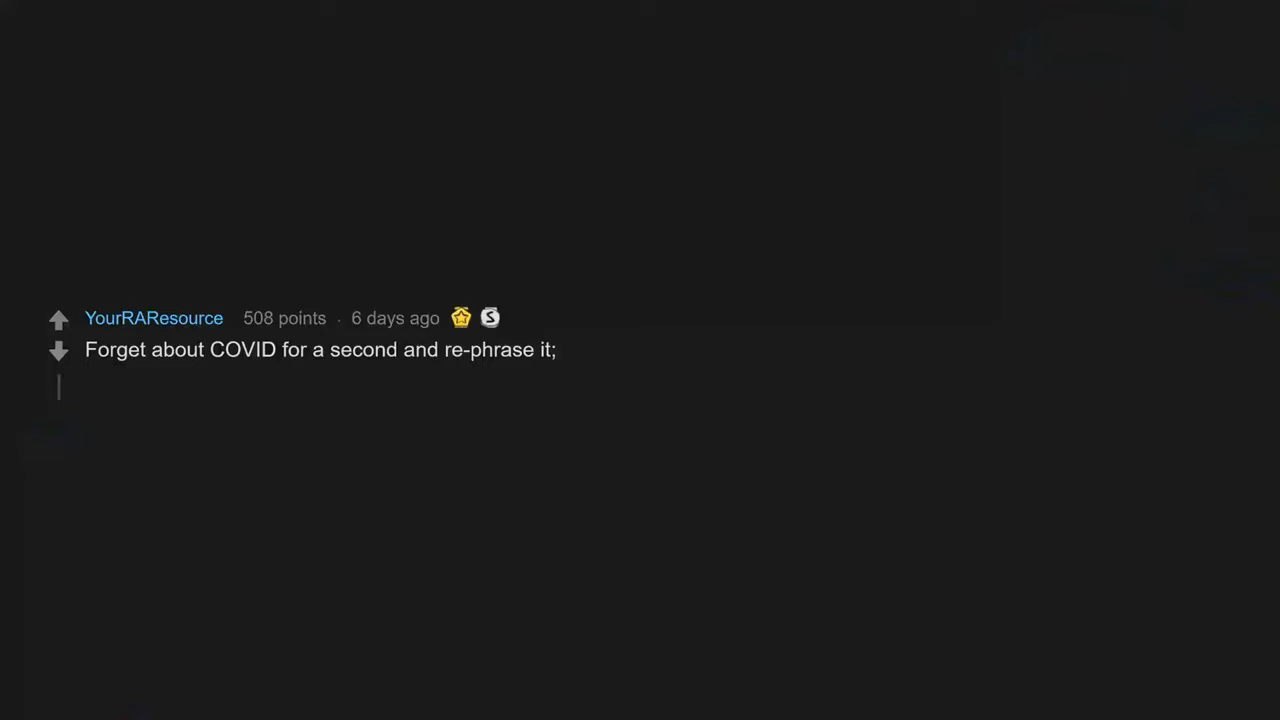 YourRAResource 508 points . 6 days ago
Forget about COVID for a second and re-phrase it;